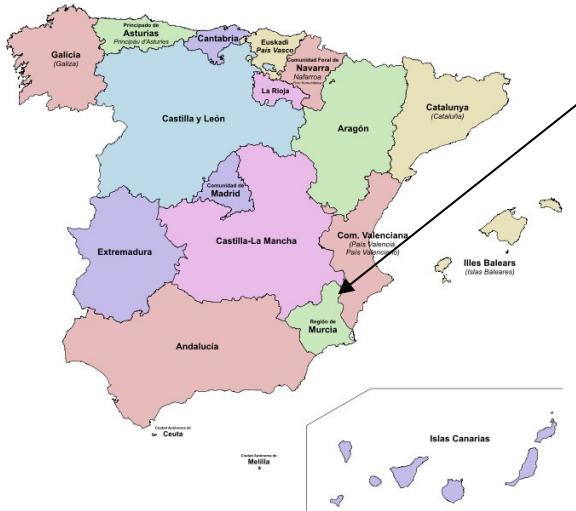 Principado de
Asturias
Principáu d'Asturies
Cantabria
Euskadi
País Vasco
Galicia
(Galiza)
Comunidad Foral de
Navarra
Nafarroa
La Rioja
Catalunya
(Cataluña)
Castilla y León
Aragón
Comunidad de
Madrid
Com. Valenciana
(País Valencià,
País Valenciano)
Castilla-La Mancha
Extremadura
Illes Balears
(Islas Baleares)
Región de
Murcia
Andalucía
Ciudad Autónoma de
Ceuta
Ciudad Autónoma de
Melilla
Islas Canarias